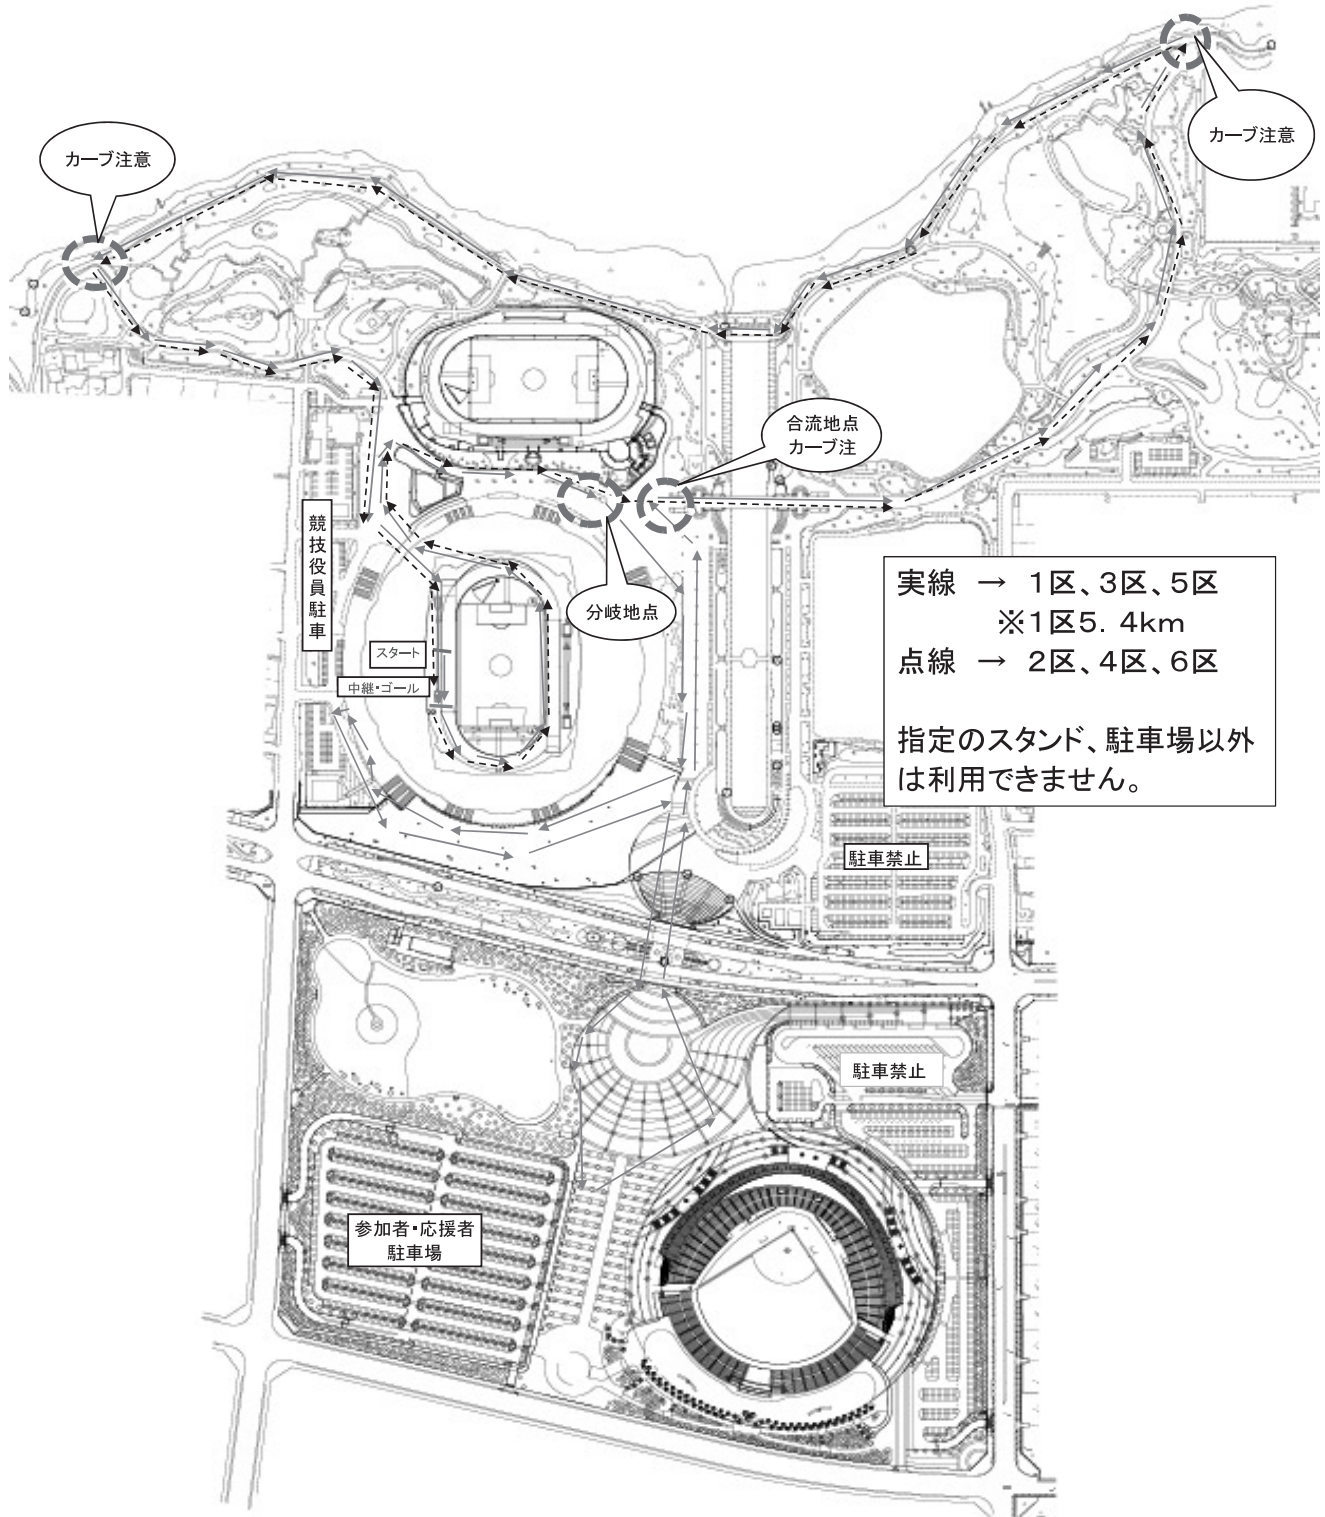 カーブ注意
カーブ注意
合流地点
カーブ注
分岐地点
競技役員駐車
スタート
中継・ゴール
実線 → 1区、3区、5区
※1区5.4km
点線 → 2区、4区、6区
指定のスタンド、駐車場以外
は利用できません。
駐車禁止
駐車禁止
参加者・応援者
駐車場